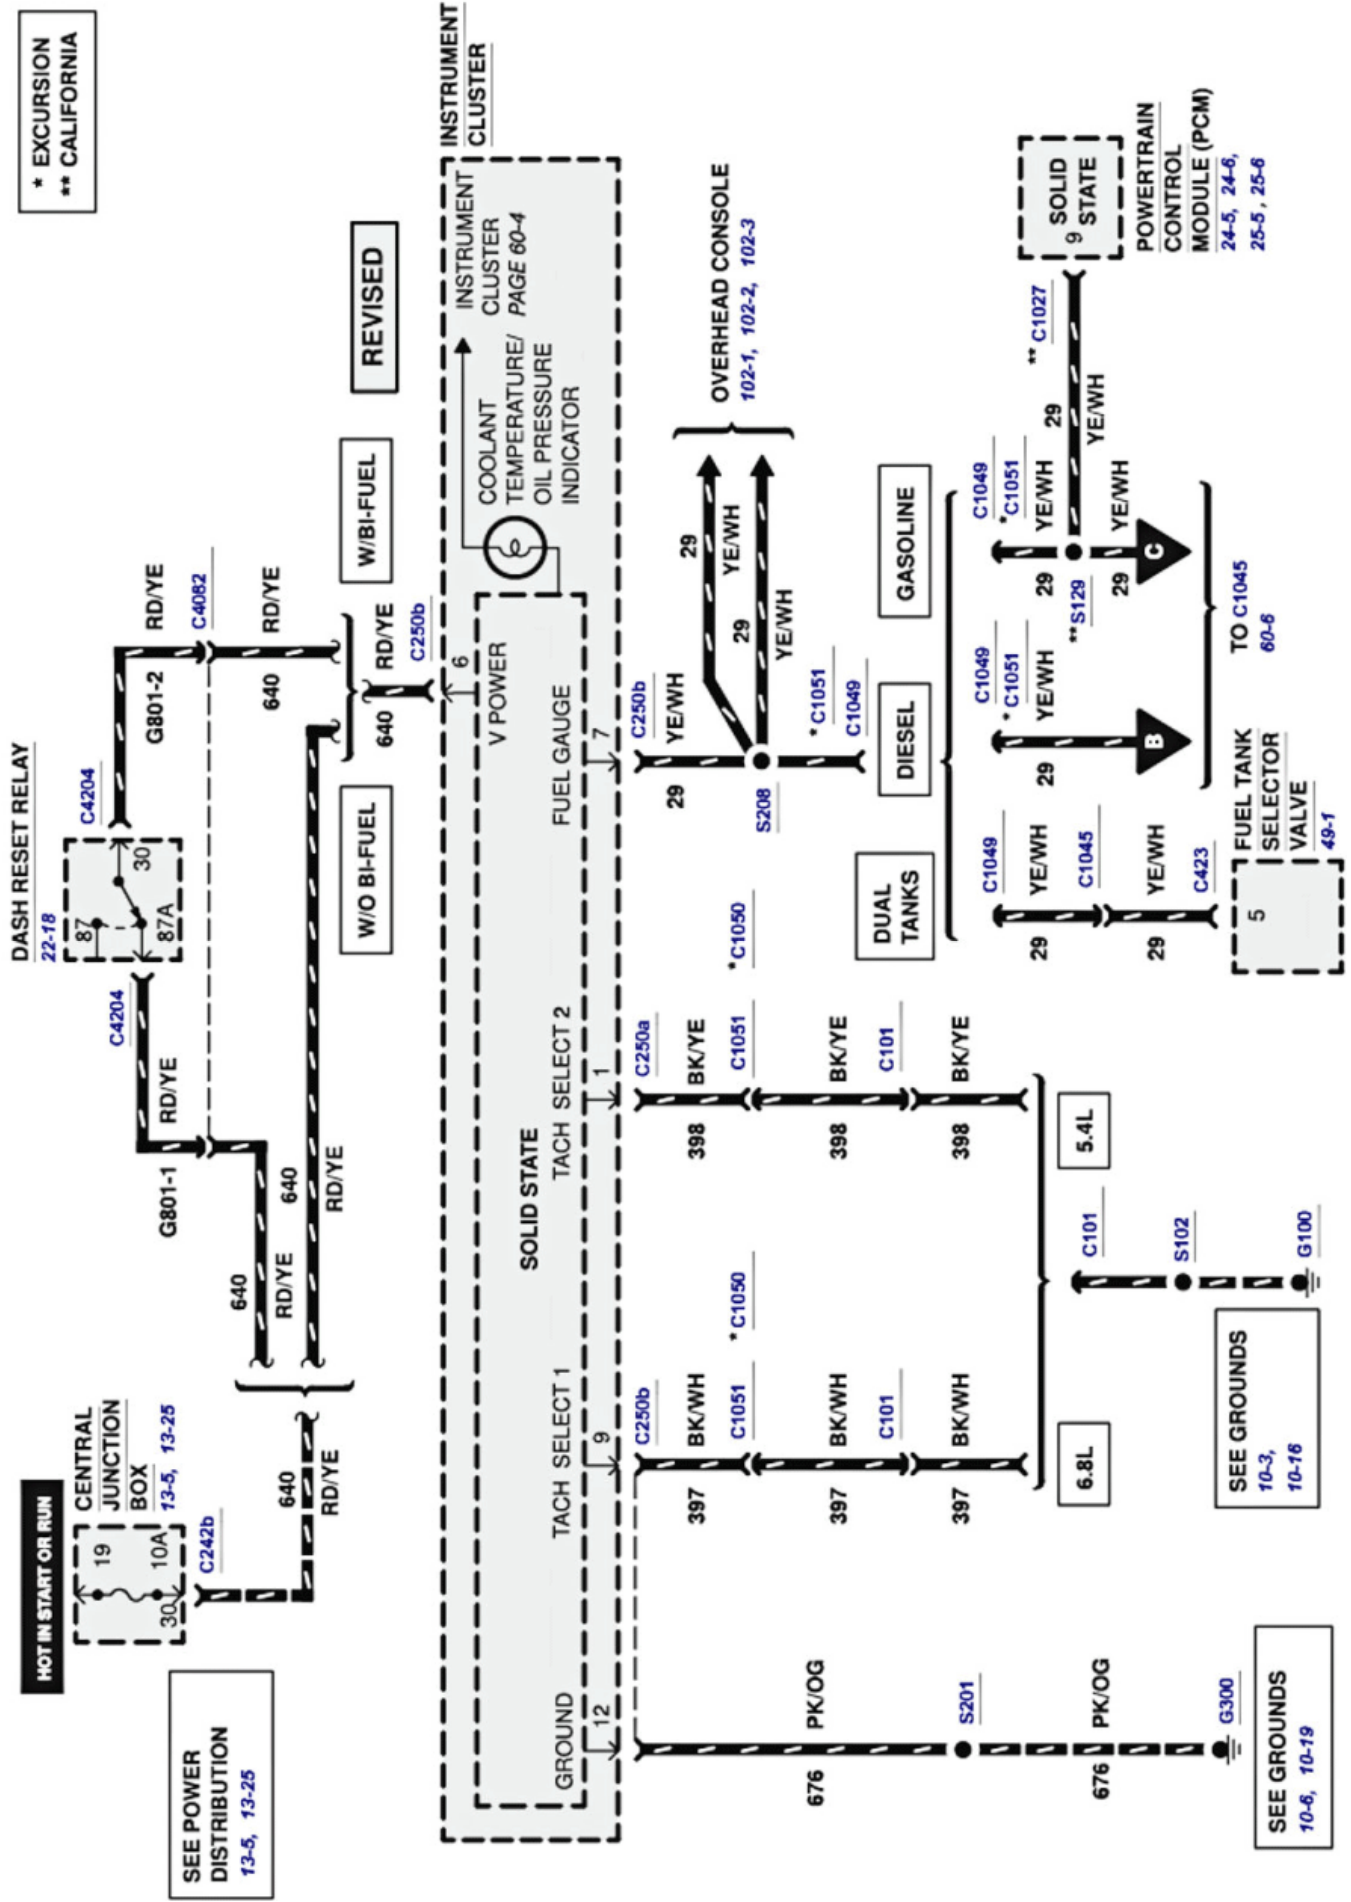 * EXCURSION
** CALIFORNIA
HOT IN START OR RUN
SEE POWER
DISTRIBUTION
13-5, 13-25
CENTRAL
JUNCTION
BOX
13-5, 13-25
19
10A
30
C242b
640
RD/YE
DASH RESET RELAY
22-18
87
87A
30
C4204
C4204
RD/YE
G801-1
640
RD/YE
640
RD/YE
RD/YE
G801-2
C4082
RD/YE
640
W/O BI-FUEL
W/BI-FUEL
640
RD/YE
C250b
REVISED
INSTRUMENT
CLUSTER
6
V POWER
INSTRUMENT
CLUSTER
PAGE 60-4
COOLANT
TEMPERATURE/
OIL PRESSURE
INDICATOR
SOLID STATE
GROUND
12
TACH SELECT 1
9
TACH SELECT 2
1
FUEL GAUGE
7
676
PK/OG
S201
676
PK/OG
G300
SEE GROUNDS
10-6, 10-19
C250b
397
BK/WH
C1051
* C1050
397
BK/WH
C101
397
BK/WH
6.8L
C250a
398
BK/YE
C1051
*C1050
398
BK/YE
C101
398
BK/YE
5.4L
C101
S102
G100
SEE GROUNDS
10-3,
10-16
C250b
29
YE/WH
S208
29
YE/WH
29
YE/WH
OVERHEAD CONSOLE
102-1, 102-2, 102-3
* C1051
C1049
DUAL
TANKS
DIESEL
GASOLINE
C1049
29
YE/WH
C1045
29
YE/WH
C423
5
FUEL TANK
SELECTOR
VALVE
49-1
C1049
* C1051
29
YE/WH
B
C1049
*C1051
29
YE/WH
**S129
29
YE/WH
C
TO C1045
60-6
29
YE/WH
** C1027
9
SOLID
STATE
POWERTRAIN
CONTROL
MODULE (PCM)
24-5, 24-6,
25-5 , 25-6